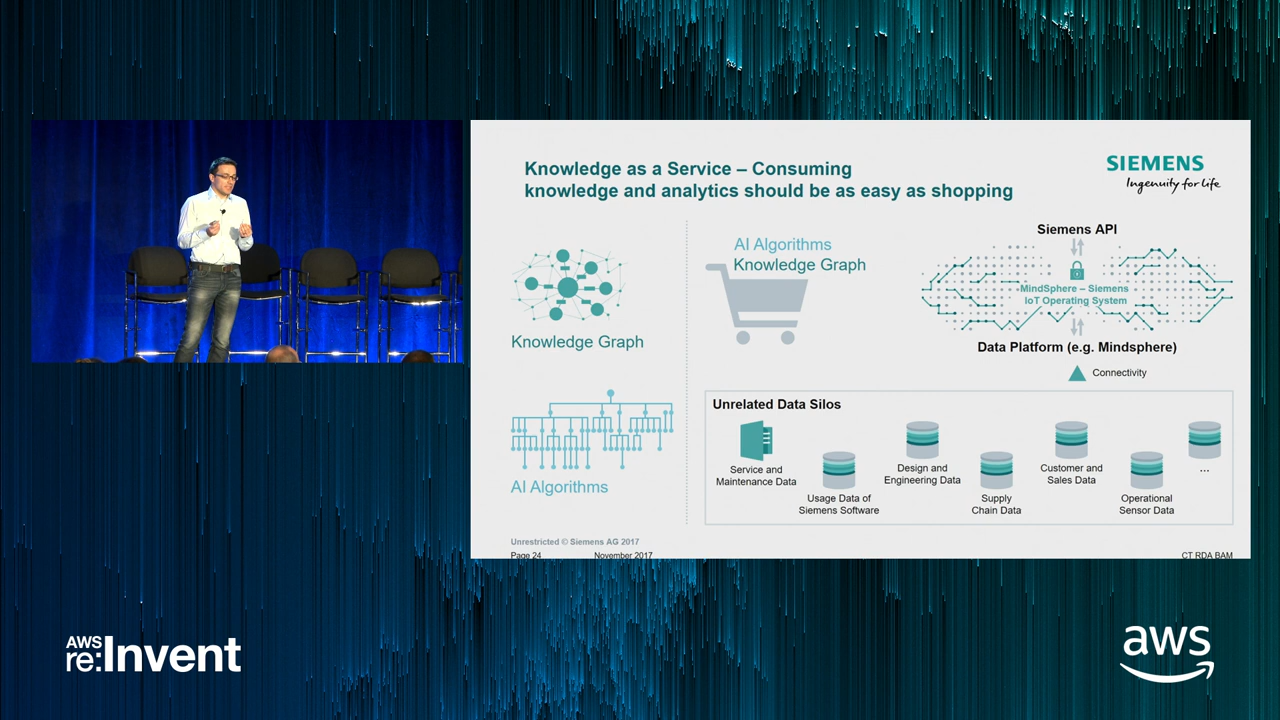 Knowledge as a Service – Consuming
knowledge and analytics should be as easy as shopping
SIEMENS
Ingenuity for life
Knowledge Graph
AI Algorithms
AI Algorithms
Knowledge Graph
Siemens API
MindSphere – Siemens
IoT Operating System
Data Platform (e.g. Mindsphere)
Connectivity
Unrelated Data Silos
Service and
Maintenance Data
Usage Data of
Siemens Software
Design and
Engineering Data
Supply
Chain Data
Customer and
Sales Data
Operational
Sensor Data
...
Unrestricted © Siemens AG 2017
Page 24
November 2017
CT RDA BAM
AWS
re:Invent
aws